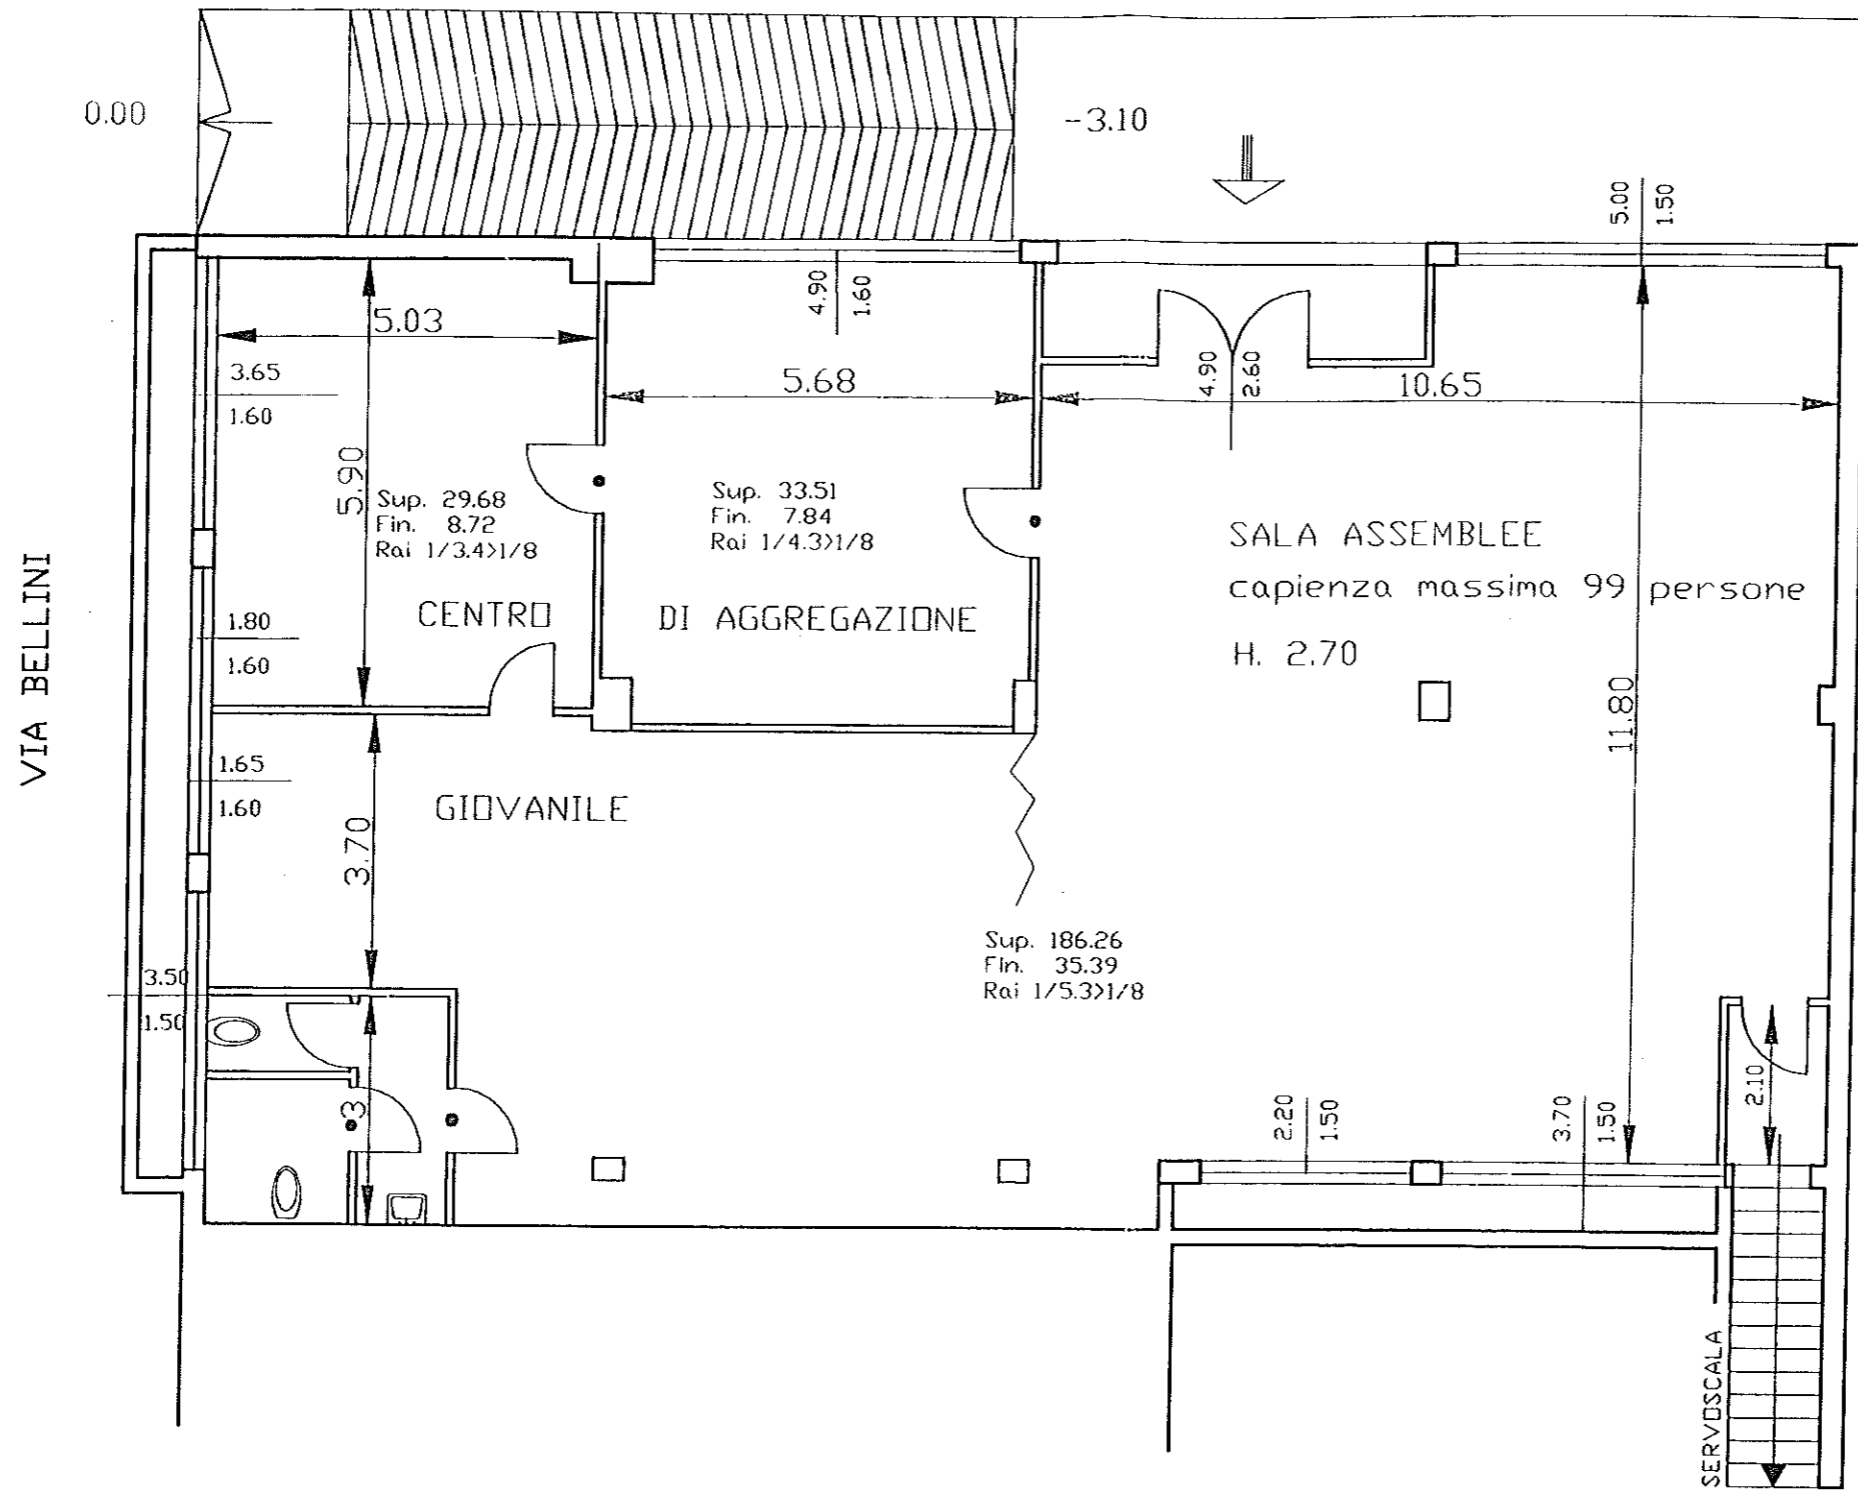 0.00
-3.10
5.00
1.50
5.03
4.90
1.60
3.65
1.60
5.68
4.90
2.60
10.65
5.90
Sup. 29.68
Fin. 8.72
Rai 1/3.4>1/8
Sup. 33.51
Fin. 7.84
Rai 1/4.3>1/8
SALA ASSEMBLEE
capienza massima 99 persone
H. 2.70
VIA BELLINI
CENTRO
DI AGGREGAZIONE
1.80
1.60
11.80
1.65
1.60
GIOVANILE
3.70
Sup. 186.26
Fin. 35.39
Rai 1/5.3>1/8
3.50
1.50
3
2.20
1.50
3.70
1.50
2.10
SERVOSCALA